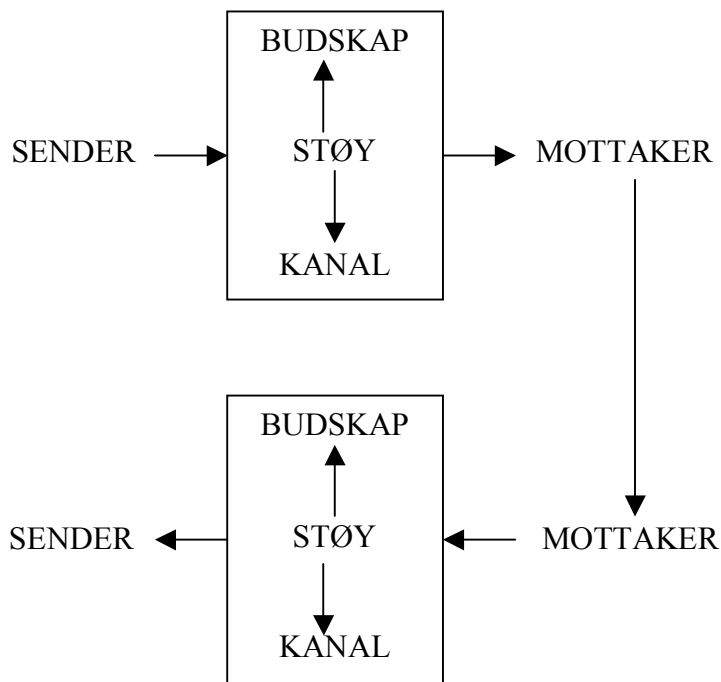 BUDSKAP
SENDER STØY MOTTAKER
KANAL
BUDSKAP
SENDER STØY MOTTAKER
KANAL